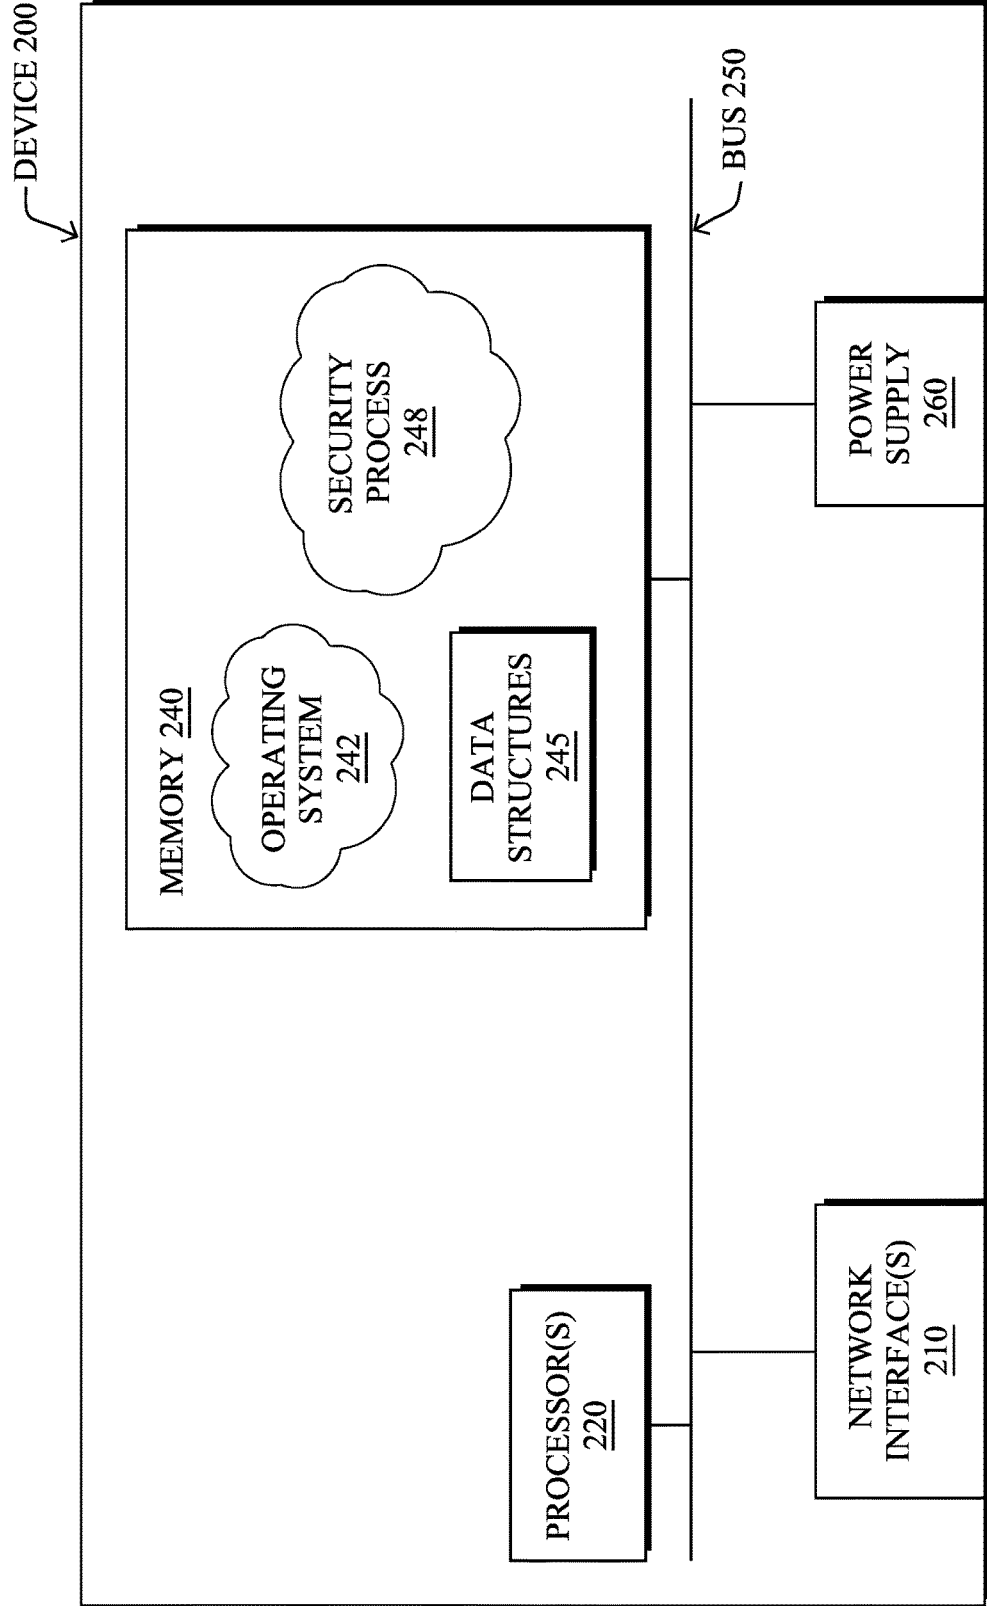 DEVICE 200
MEMORY 240
OPERATING
SYSTEM
242
SECURITY
PROCESS
248
DATA
STRUCTURES
245
PROCESSOR(S)
220
BUS 250
NETWORK
INTERFACE(S)
210
POWER
SUPPLY
260